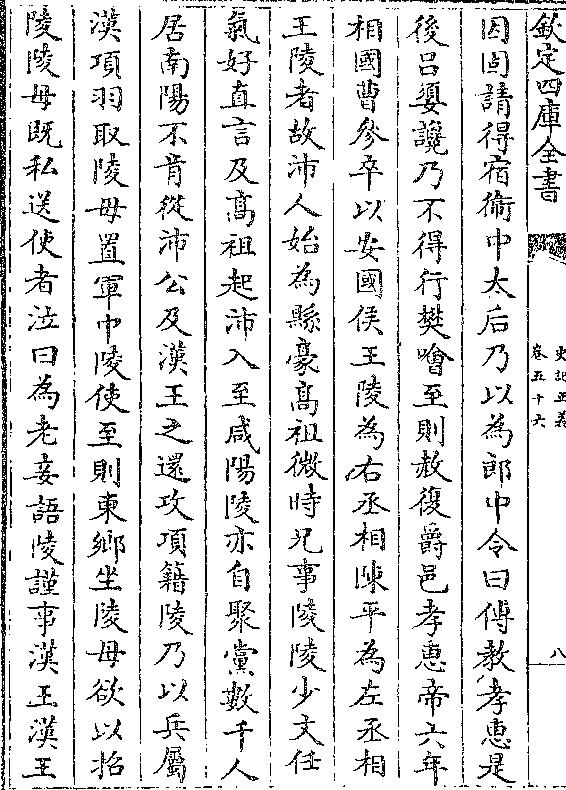 欽定四庫全書
史記正義
卷五十六
八
因固請得宿衞中太后乃以為郎中令曰傅教孝惠是
後呂嬃讒乃不得行樊噲至則赦復爵邑孝惠帝六年
相國曹參卒以安國侯王陵為右丞相陳平為左丞相
王陵者故沛人始為縣豪高祖微時兄事陵陵少文任
氣好直言及高祖起沛入至咸陽陵亦自聚黨數千人
居南陽不肯從沛公及漢王之還攻項籍陵乃以兵屬
漢項羽取陵母置軍中陵使至則東鄉坐陵母欲以招
陵陵母既私送使者泣曰為老妾語陵謹事漢王漢王